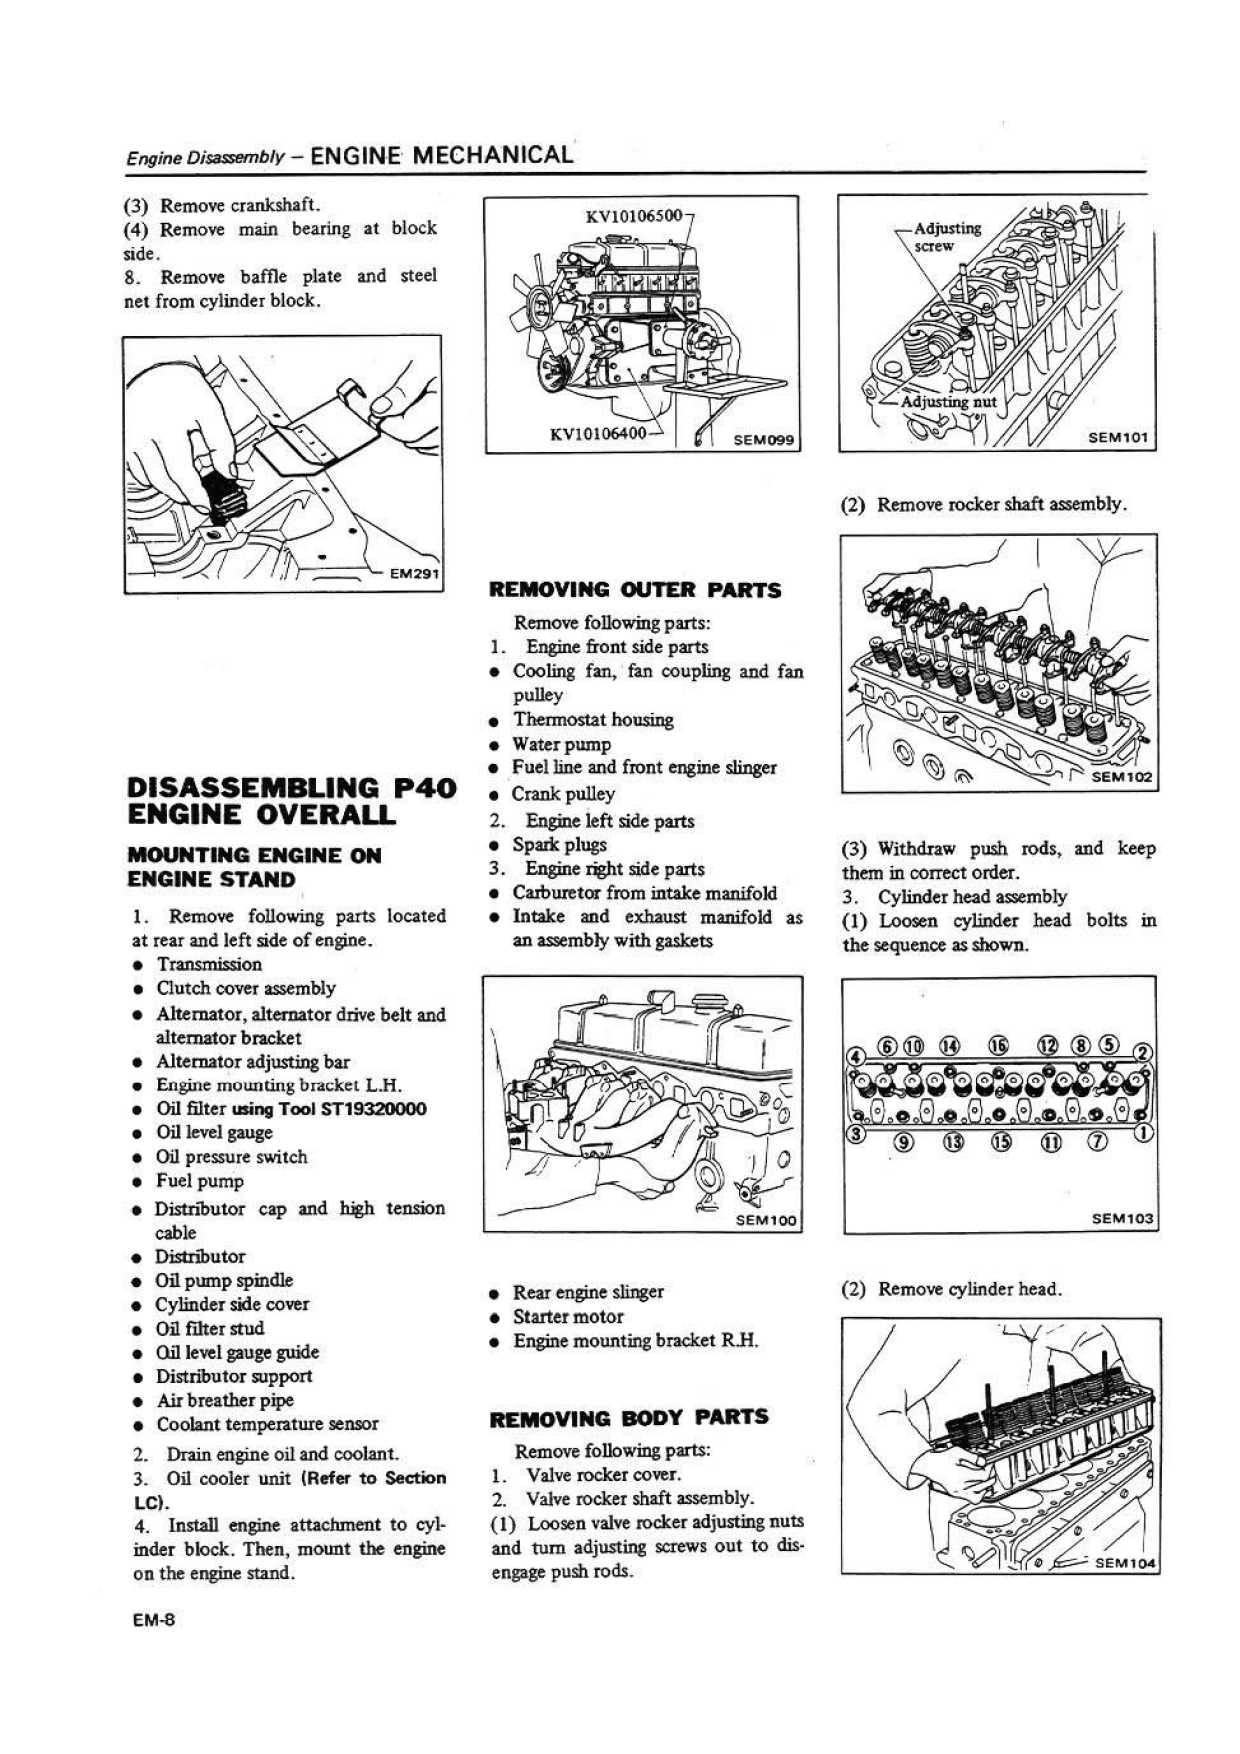 Engine Disassembly – ENGINE MECHANICAL
(3) Remove crankshaft.
(4) Remove main bearing at block
side.
8. Remove baffle plate and steel
net from cylinder block.
EM291
DISASSEMBLING P40
ENGINE OVERALL
MOUNTING ENGINE ON
ENGINE STAND
1. Remove following parts located
at rear and left side of engine.
• Transmission
• Clutch cover assembly
• Alternator, alternator drive belt and
alternator bracket
• Alternator adjusting bar
• Engine mounting bracket L.H.
• Oil filter using Tool ST19320000
• Oil level gauge
• Oil pressure switch
• Fuel pump
• Distributor cap and high tension
cable
• Distributor
• Oil pump spindle
• Cylinder side cover
• Oil filter stud
• Oil level gauge guide
• Distributor support
• Air breather pipe
• Coolant temperature sensor
2. Drain engine oil and coolant.
3. Oil cooler unit (Refer to Section
LC).
4. Install engine attachment to cyl-
inder block. Then, mount the engine
on the engine stand.
KV10106500
KV10106400
SEM099
REMOVING OUTER PARTS
Remove following parts:
1. Engine front side parts
• Cooling fan, fan coupling and fan
pulley
• Thermostat housing
• Water pump
• Fuel line and front engine slinger
• Crank pulley
2. Engine left side parts
• Spark plugs
3. Engine right side parts
• Carburetor from intake manifold
• Intake and exhaust manifold as
an assembly with gaskets
SEM100
• Rear engine slinger
• Starter motor
• Engine mounting bracket R.H.
REMOVING BODY PARTS
Remove following parts:
1. Valve rocker cover.
2. Valve rocker shaft assembly.
(1) Loosen valve rocker adjusting nuts
and turn adjusting screws out to dis-
engage push rods.
Adjusting
screw
Adjusting nut
SEM101
(2) Remove rocker shaft assembly.
SEM102
(3) Withdraw push rods, and keep
them in correct order.
3. Cylinder head assembly
(1) Loosen cylinder head bolts in
the sequence as shown.
④ ⑥ ⑩ ⑭ ⑯ ⑫ ⑧ ⑤ ②
③ ⑨ ⑬ ⑮ ⑪ ⑦ ①
SEM103
(2) Remove cylinder head.
SEM104
EM-8